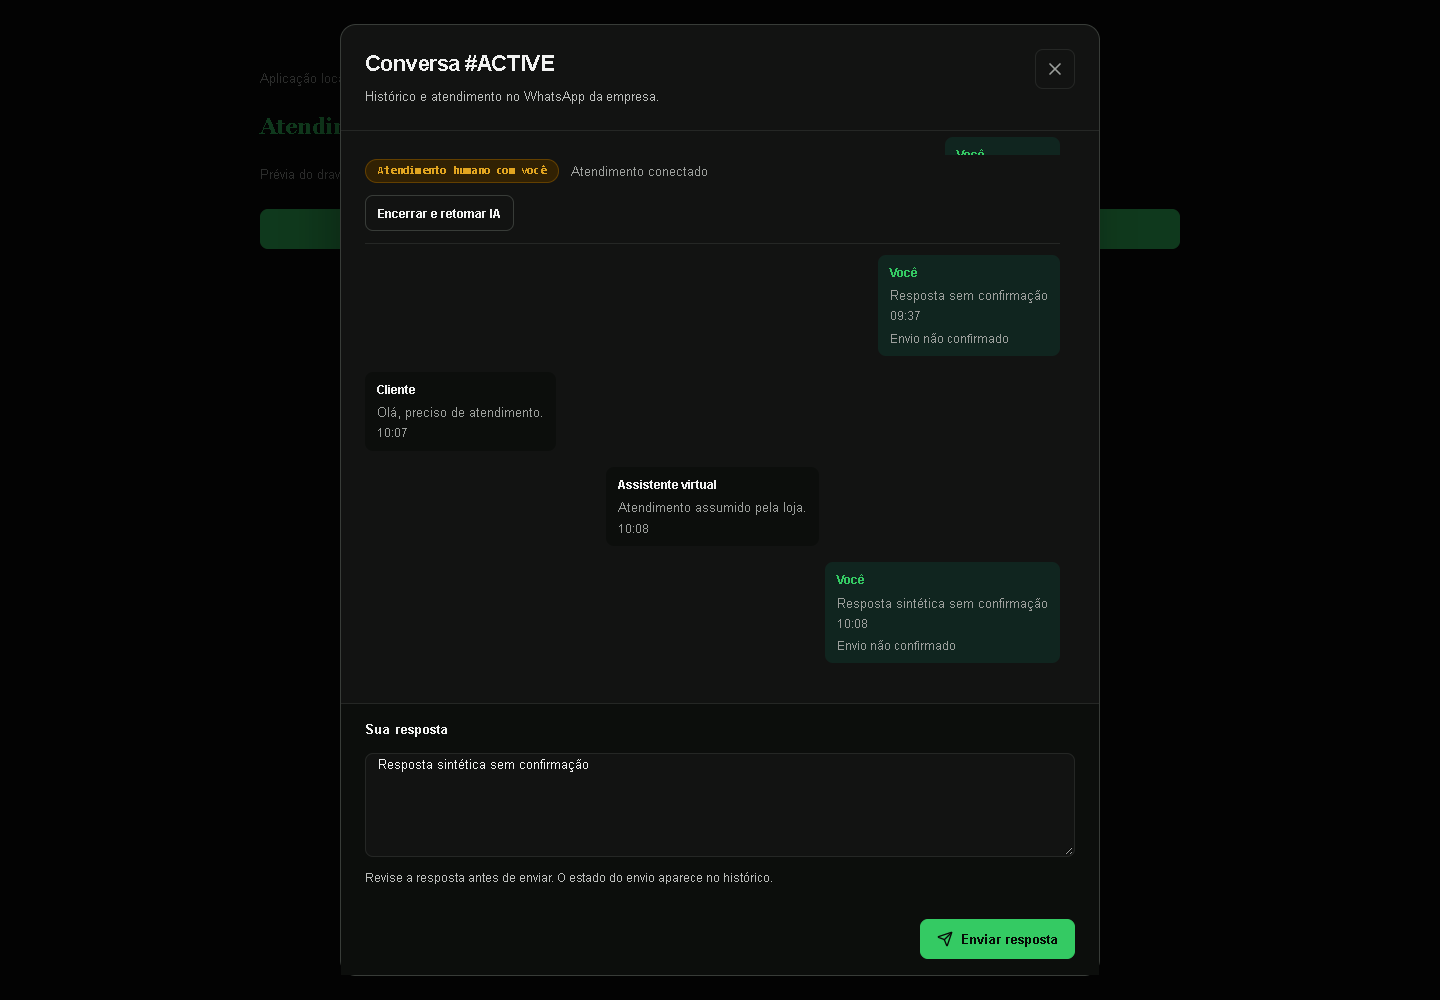 Conversa #ACTIVE
Histórico e atendimento no WhatsApp da empresa.
Aplicação loca
Atendir
Prévia do draw
Você
Atendimento humano com você
Atendimento conectado
Encerrar e retomar IA
Você
Resposta sem confirmação
09:37
Envio não confirmado
Cliente
Olá, preciso de atendimento.
10:07
Assistente virtual
Atendimento assumido pela loja.
10:08
Você
Resposta sintética sem confirmação
10:08
Envio não confirmado
Sua resposta
Resposta sintética sem confirmação
Revise a resposta antes de enviar. O estado do envio aparece no histórico.
Enviar resposta